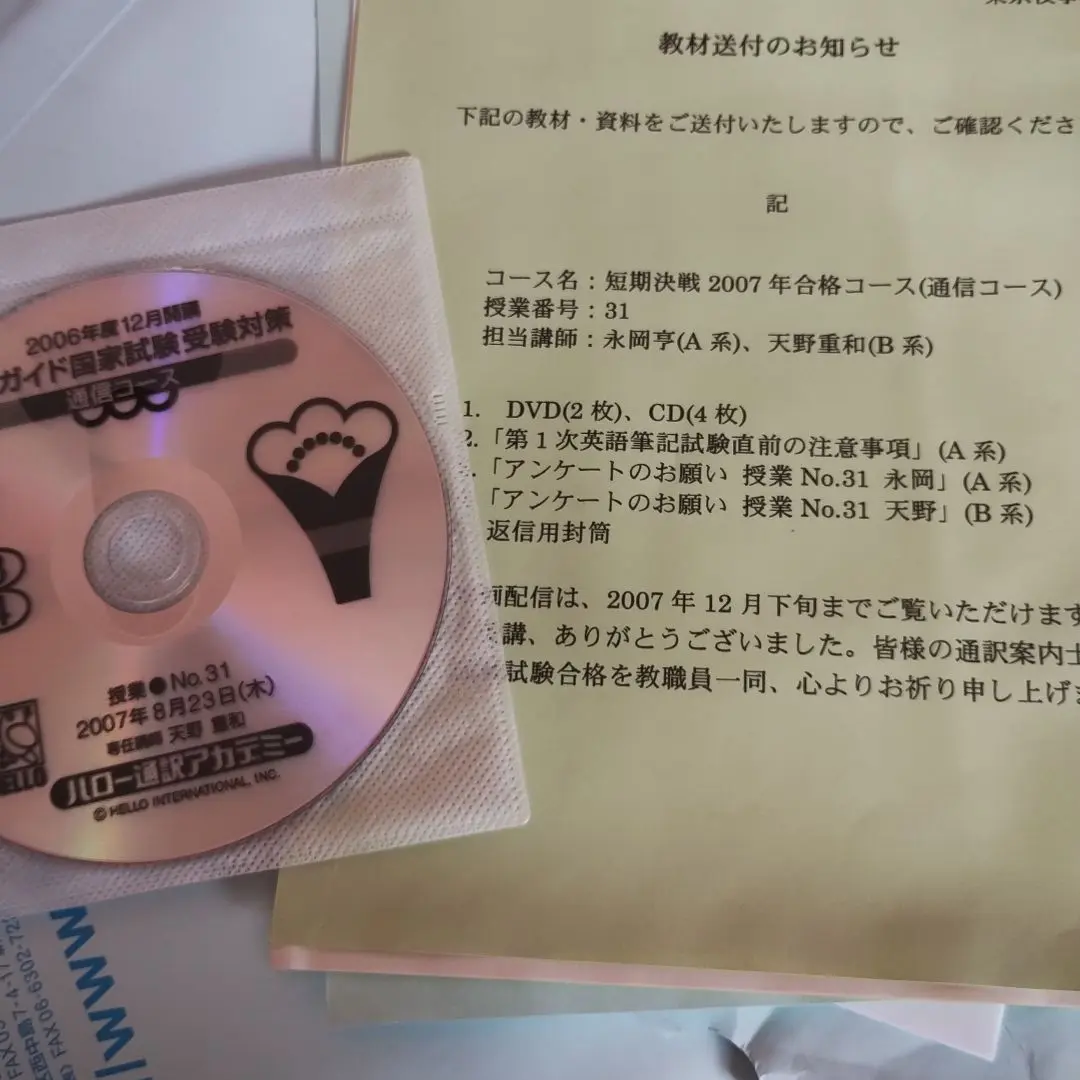 教材送付のお知らせ
下記の教材・資料をご送付いたしますので、ご確認くださ
記
コース名：短期決戦 2007 年合格コース(通信コース)
授業番号：31
担当講師：永岡亨(A 系)、天野重和(B 系)
1. DVD(2 枚)、CD(4 枚)
2.「第 1 次英語筆記試験直前の注意事項」(A 系)
「アンケートのお願い 授業 No.31 永岡」(A 系)
「アンケートのお願い 授業 No.31 天野」(B 系)
返信用封筒
配信は、2007 年 12 月下旬までご覧いただけます
講、ありがとうございました。皆様の通訳案内士
試験合格を教職員一同、心よりお祈り申し上げま
2006年度12月開講
ガイド国家試験 受験対策
通信コース
授業●No.31
2007年8月23日(木)
専任講師 天野 重和
ハロー通訳アカデミー
© HELLO INTERNATIONAL, INC.
www
FAX 06-6302-72